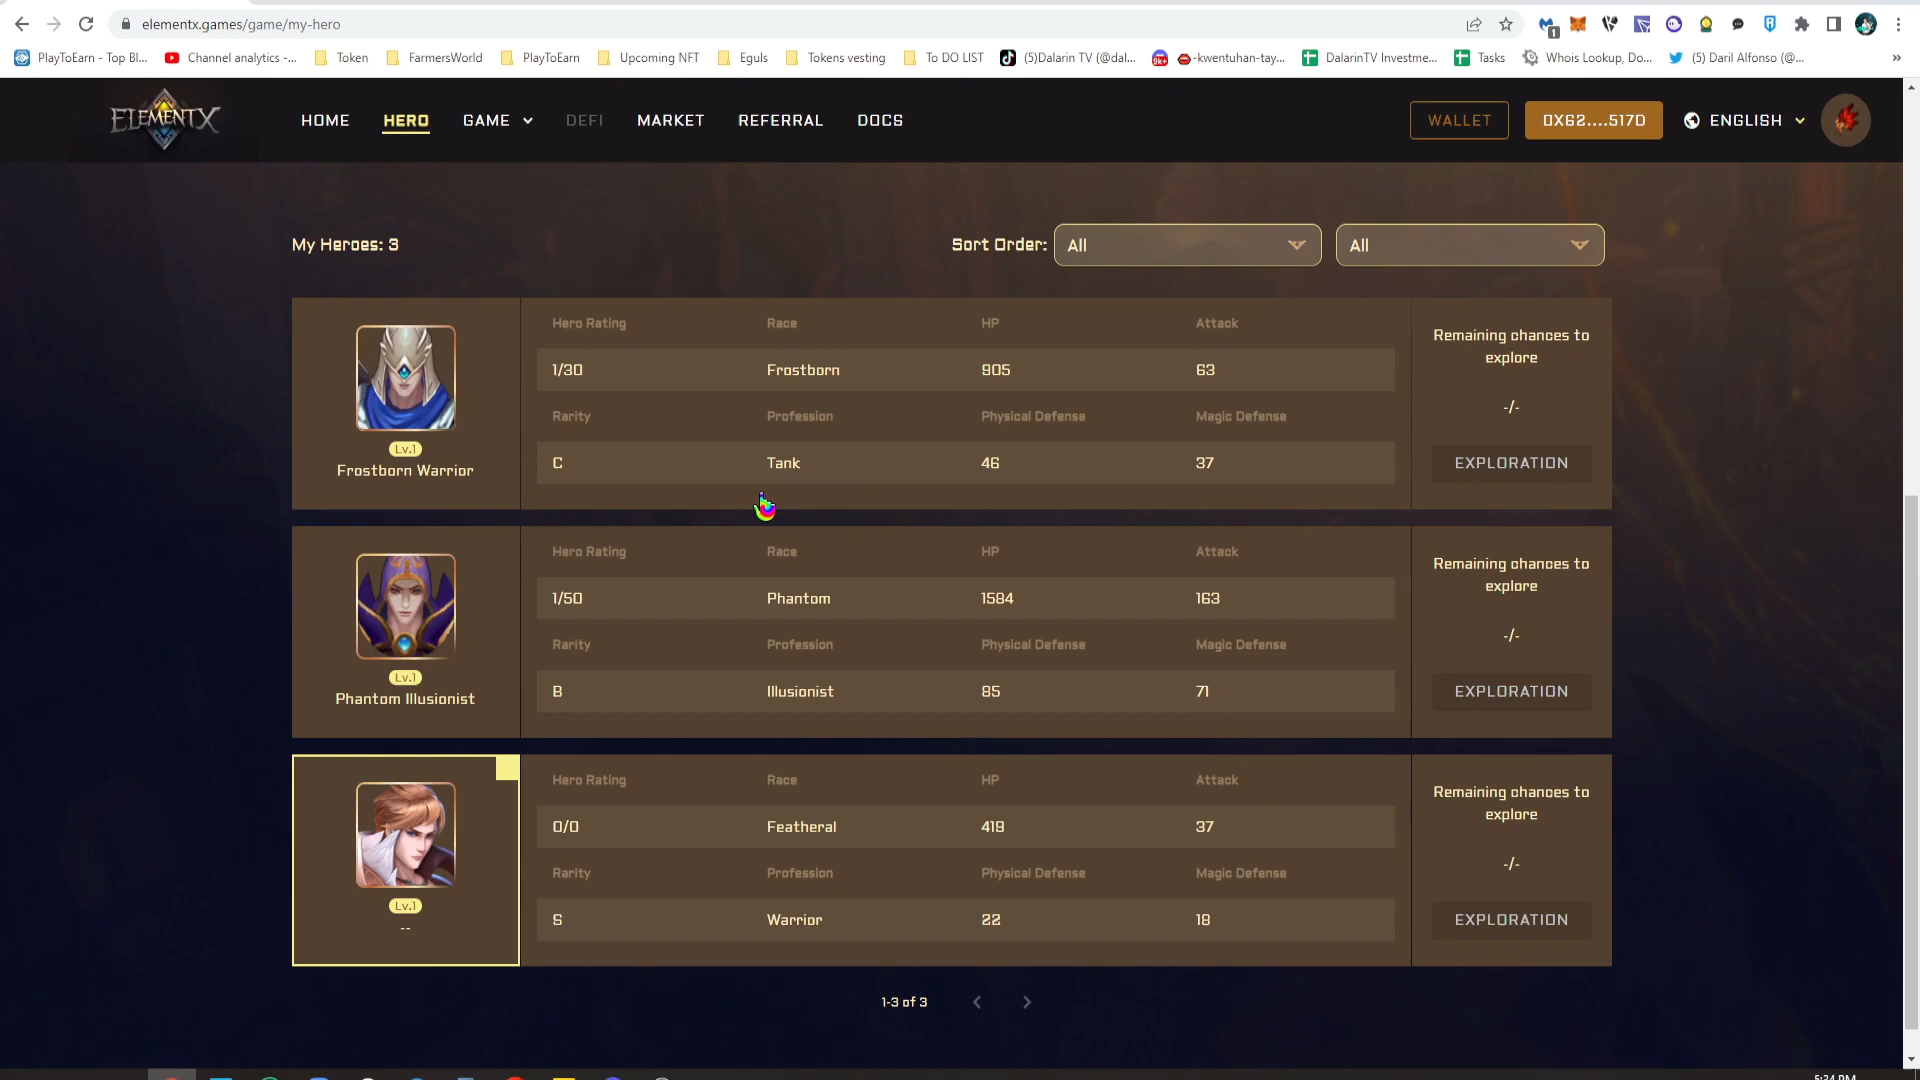 elementx.games/game/my-hero
1
PlayToEarn - Top Bl... Channel analytics -... Token FarmersWorld PlayToEarn Upcoming NFT Eguls Tokens vesting To DO LIST (5)Dalarin TV (@dal... 9k+ -kwentuhan-tay... DalarinTV Investme... Tasks Whois Lookup, Do... (5) Daril Alfonso (@... »
ELEMENTX HOME HERO GAME DEFI MARKET REFERRAL DOCS WALLET 0X62....517D ENGLISH
My Heroes: 3 Sort Order: All All
Hero Rating Race HP Attack
1/30 Frostborn 905 63
Rarity Profession Physical Defense Magic Defense
C Tank 46 37
Lv.1
Frostborn Warrior
Remaining chances to
explore
-/-
EXPLORATION
Hero Rating Race HP Attack
1/50 Phantom 1584 163
Rarity Profession Physical Defense Magic Defense
B Illusionist 85 71
Lv.1
Phantom Illusionist
Remaining chances to
explore
-/-
EXPLORATION
Hero Rating Race HP Attack
0/0 Featheral 419 37
Rarity Profession Physical Defense Magic Defense
S Warrior 22 18
Lv.1
--
Remaining chances to
explore
-/-
EXPLORATION
1-3 of 3
5:24 PM